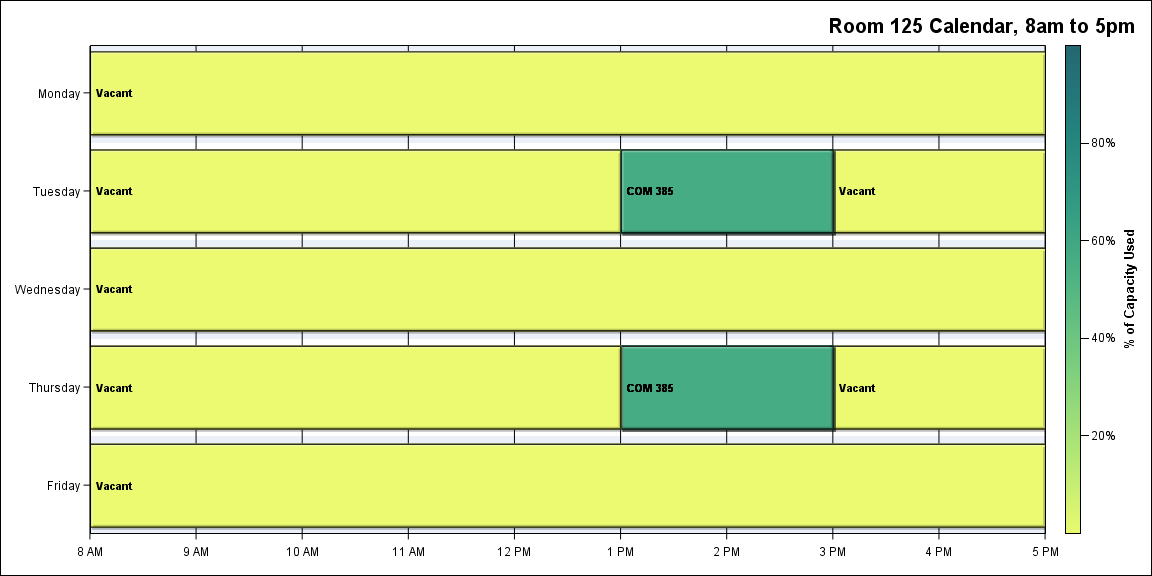 Room 125 Calendar, 8am to 5pm
Monday
Vacant
Tuesday
Vacant
COM 385
Vacant
Wednesday
Vacant
Thursday
Vacant
COM 385
Vacant
Friday
Vacant
8 AM
9 AM
10 AM
11 AM
12 PM
1 PM
2 PM
3 PM
4 PM
5 PM
80%
60%
40%
20%
% of Capacity Used